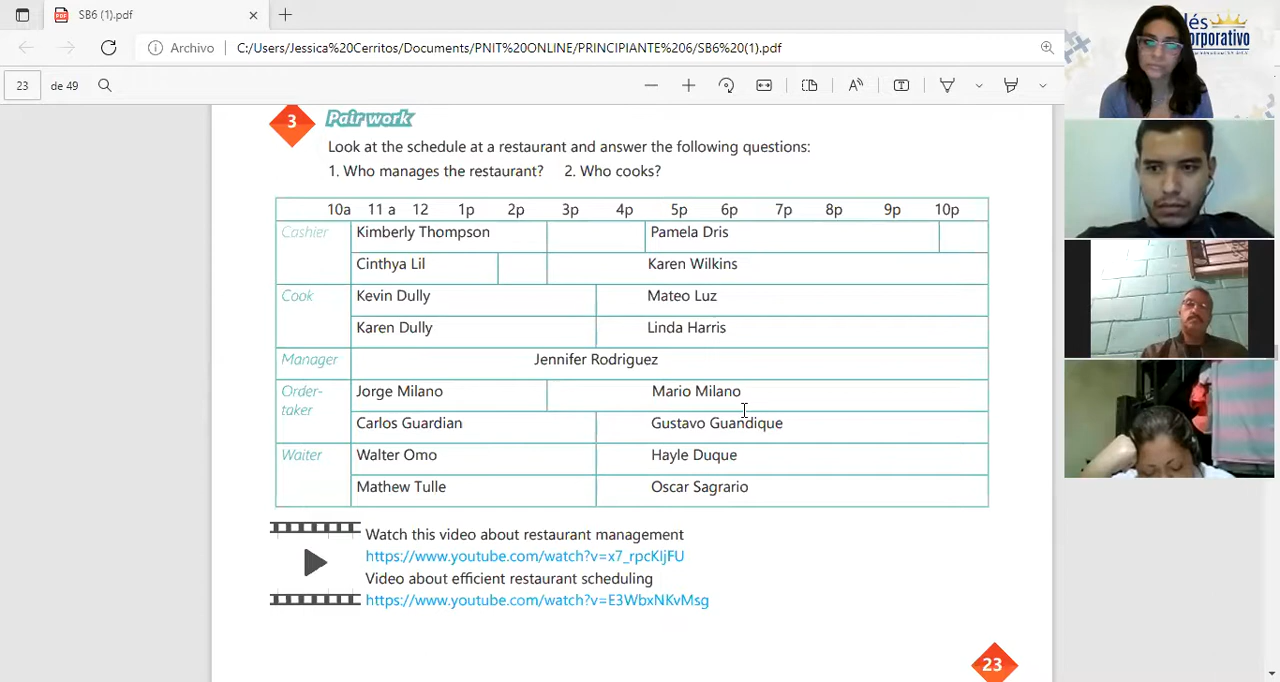 SB6 (1).pdf
Archivo
C:/Users/Jessica%20Cerritos/Documents/PNIT%20ONLINE/PRINCIPIANTE%206/SB6%20(1).pdf
23 de 49
3 Pair work
Look at the schedule at a restaurant and answer the following questions:
1. Who manages the restaurant? 2. Who cooks?
10a 11 a 12 1p 2p 3p 4p 5p 6p 7p 8p 9p 10p
Cashier Kimberly Thompson Pamela Dris
Cinthya Lil Karen Wilkins
Cook Kevin Dully Mateo Luz
Karen Dully Linda Harris
Manager Jennifer Rodriguez
Order- Jorge Milano Mario Milano
taker
Carlos Guardian Gustavo Guandique
Waiter Walter Omo Hayle Duque
Mathew Tulle Oscar Sagrario
Watch this video about restaurant management
https://www.youtube.com/watch?v=x7_rpcKIjFU
Video about efficient restaurant scheduling
https://www.youtube.com/watch?v=E3WbxNKvMsg
23
lés
orporativo